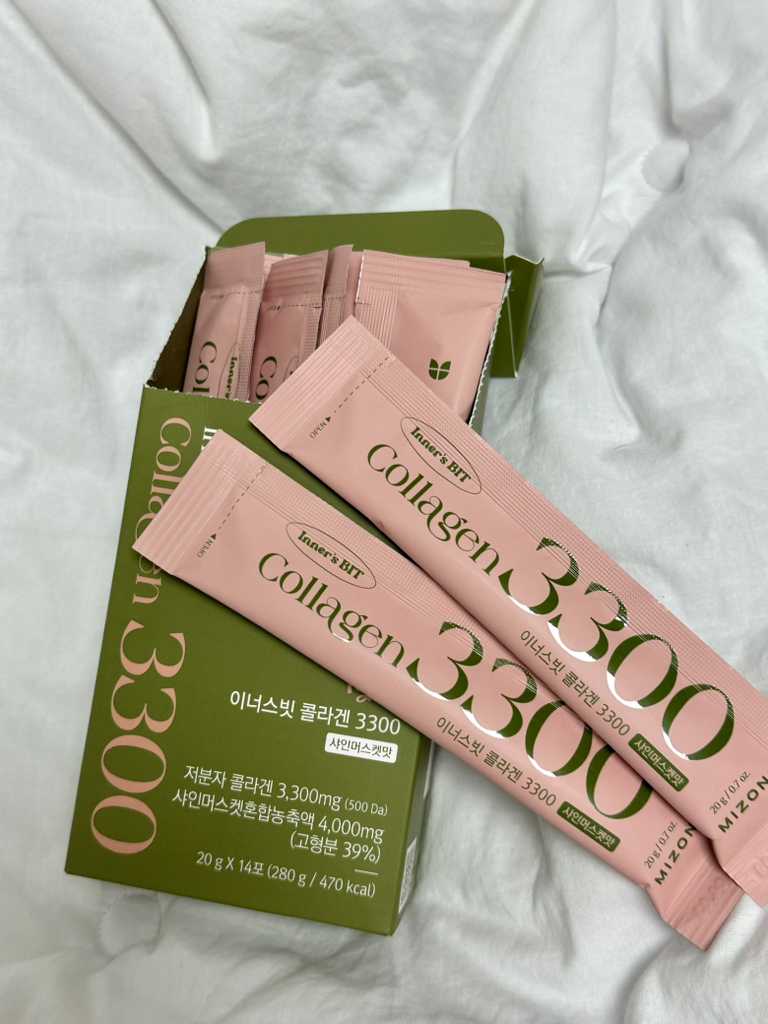 OPEN▶
Inner's BIT
Collagen 3300
이너스빗 콜라겐 3300
샤인머스켓맛
20 g / 0.7 oz.
MIZON
OPEN▶
Inner's BIT
Collagen 3300
이너스빗 콜라겐 3300
샤인머스켓맛
20 g / 0.7 oz.
MIZON
Collagen 3300
이너스빗 콜라겐 3300
샤인머스켓맛
저분자 콜라겐 3,300mg (500 Da)
샤인머스켓혼합농축액 4,000mg
(고형분 39%)
20 g X 14포 (280 g / 470 kcal)
Inner's
Col